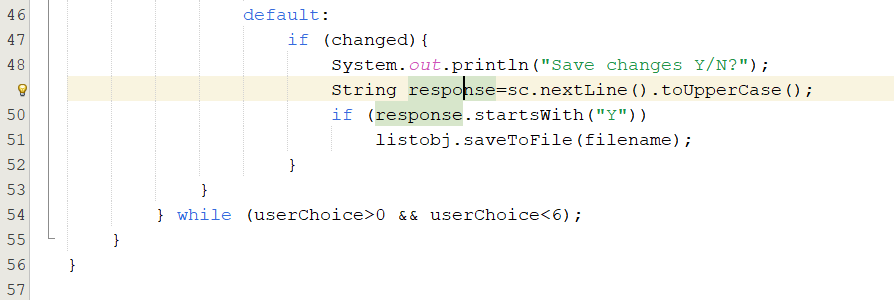 46 default:
47 if (changed){
48 System.out.println("Save changes Y/N?");
String response=sc.nextLine().toUpperCase();
50 if (response.startsWith("Y"))
51 listobj.saveToFile(filename);
52 }
53 }
54 } while (userChoice>0 && userChoice<6);
55 }
56 }
57